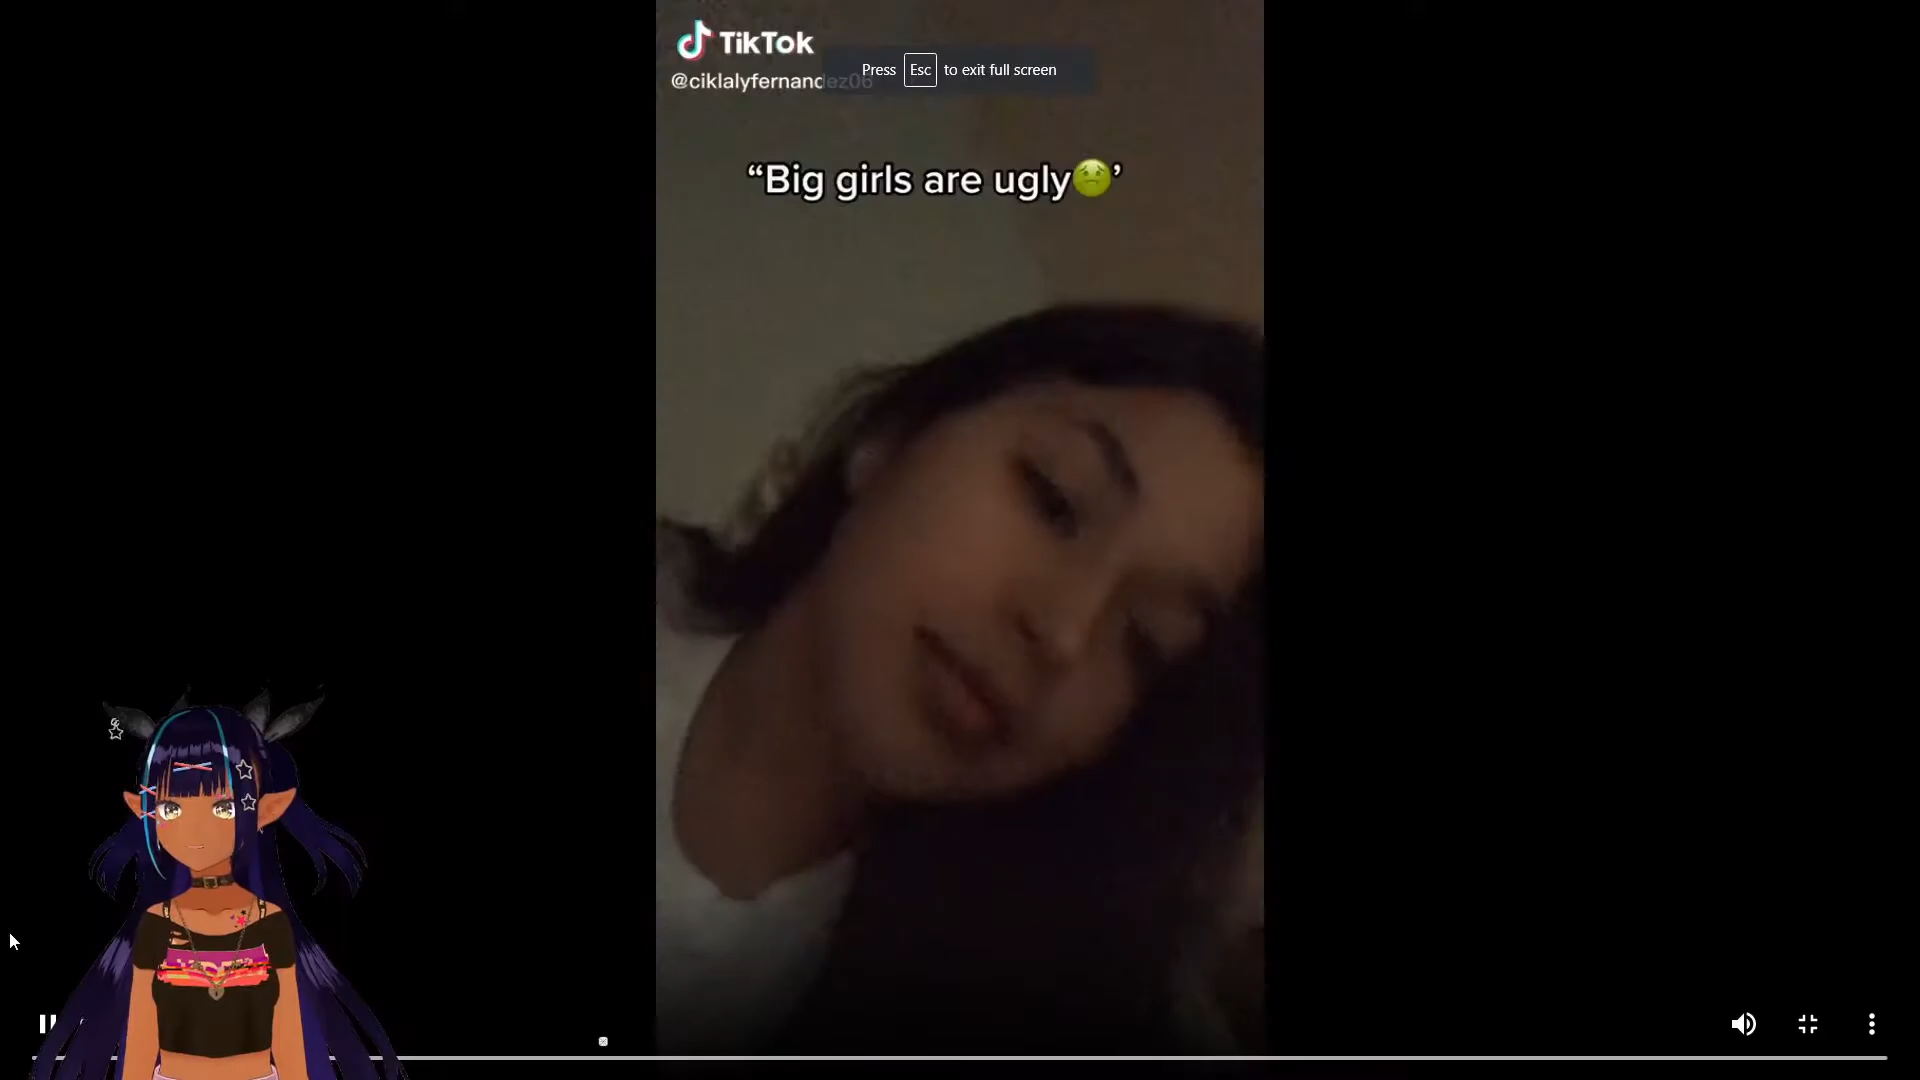 TikTok
@ciklalyfernandez06
Press Esc to exit full screen
“Big girls are ugly🤢’